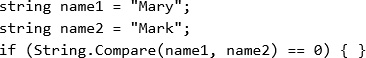 string name1 = "Mary";
string name2 = "Mark";
if (String.Compare(name1, name2) == 0) { }